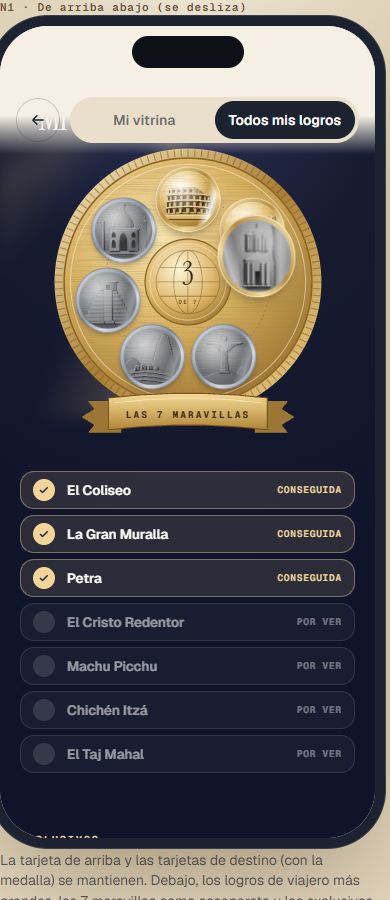 N1 · De arriba abajo (se desliza)
Mi vitrina
Todos mis logros
3
DE 7
LAS 7 MARAVILLAS
El Coliseo CONSEGUIDA
La Gran Muralla CONSEGUIDA
Petra CONSEGUIDA
El Cristo Redentor POR VER
Machu Picchu POR VER
Chichén Itzá POR VER
El Taj Mahal POR VER
La tarjeta de arriba y las tarjetas de destino (con la
medalla) se mantienen. Debajo, los logros de viajero más